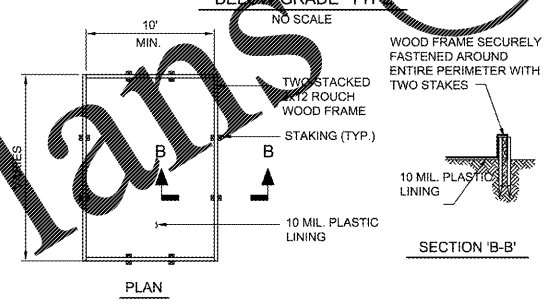 NO SCALE
10'
MIN.
TWO STACKED
2x12 ROUGH
WOOD FRAME
STAKING (TYP.)
B
B
10 MIL. PLASTIC
LINING
PLAN
WOOD FRAME SECURELY
FASTENED AROUND
ENTIRE PERIMETER WITH
TWO STAKES
10 MIL. PLASTIC
LINING
SECTION 'B-B'
lans